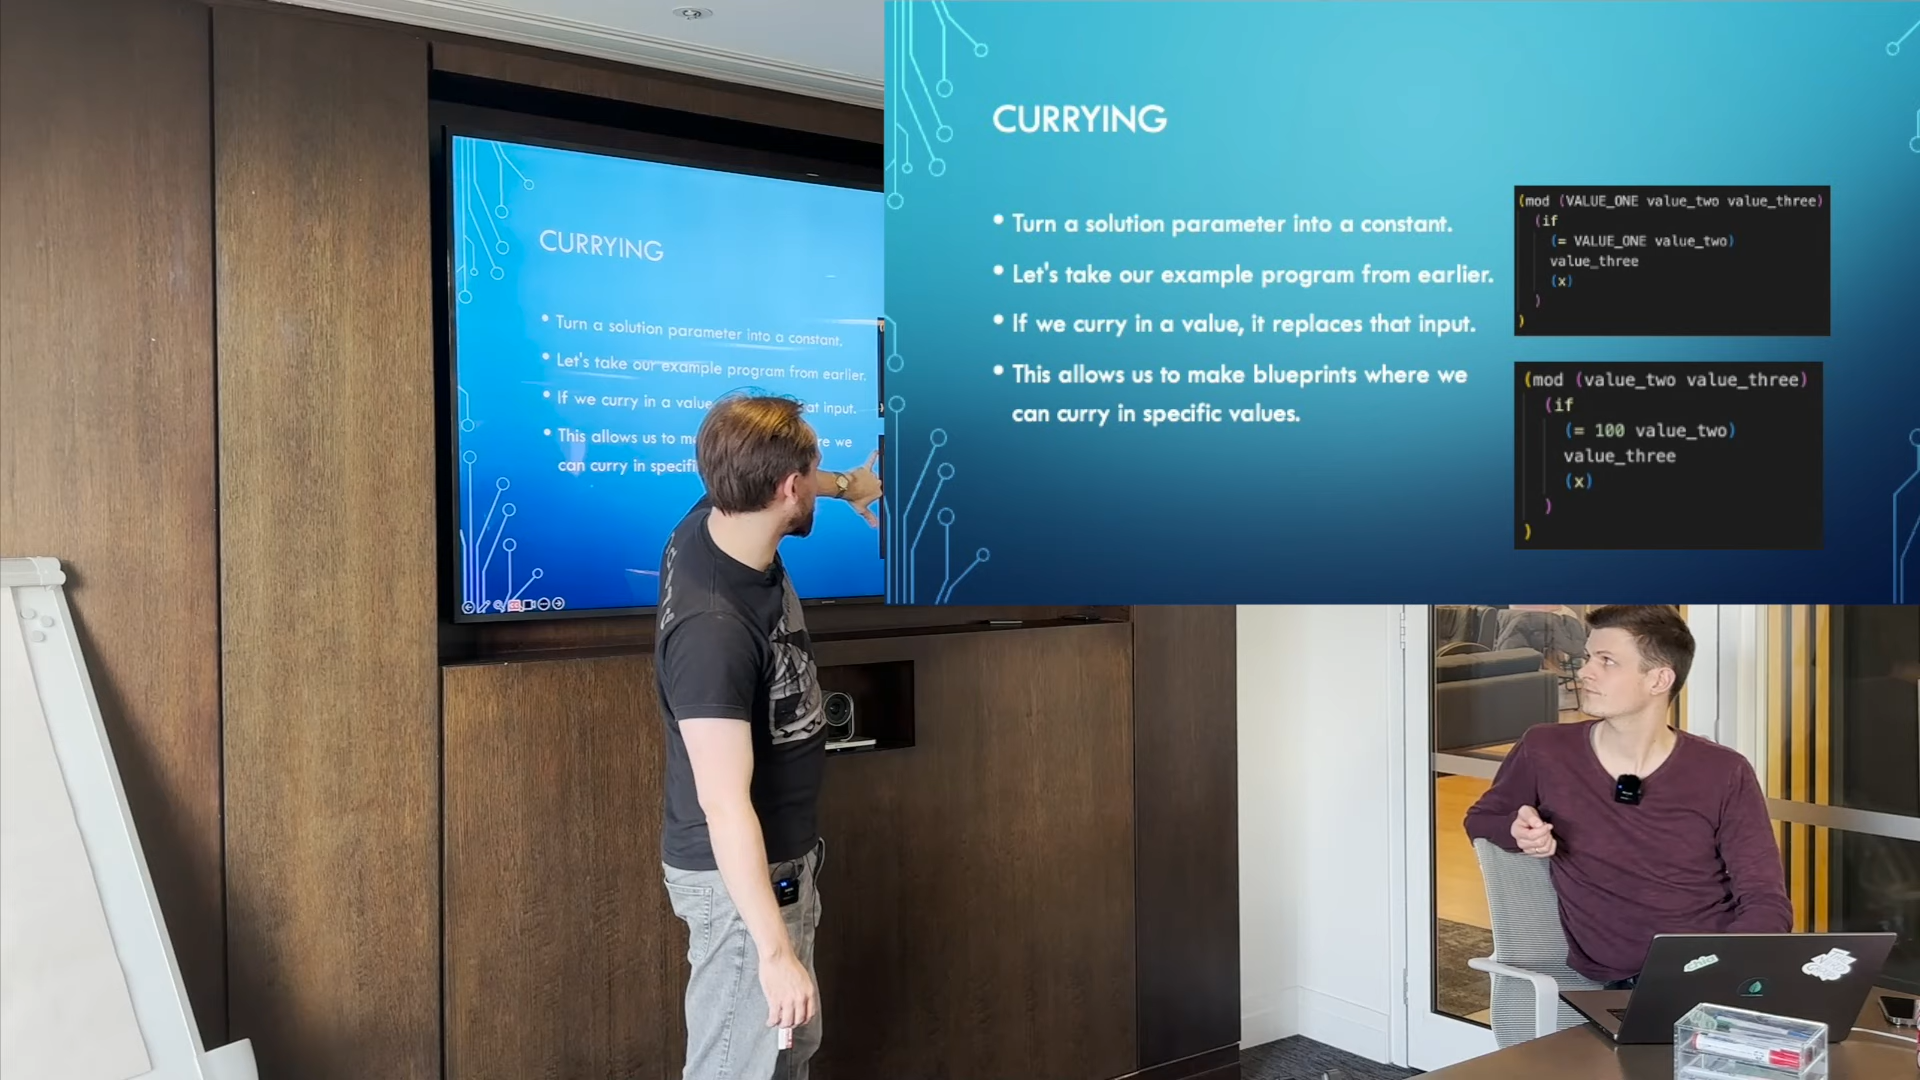 CURRYING
• Turn a solution parameter into a constant.
• Let's take our example program from earlier.
• If we curry in a value, it replaces that input.
• This allows us to make blueprints where we
can curry in specific values.
(mod (VALUE_ONE value_two value_three)
(if
(= VALUE_ONE value_two)
value_three
(x)
)
)
(mod (value_two value_three)
(if
(= 100 value_two)
value_three
(x)
)
)
CURRYING
• Turn a solution parameter into a constant.
• Let's take our example program from earlier.
• If we curry in a value at input.
• This allows us to re we
can curry in
chia